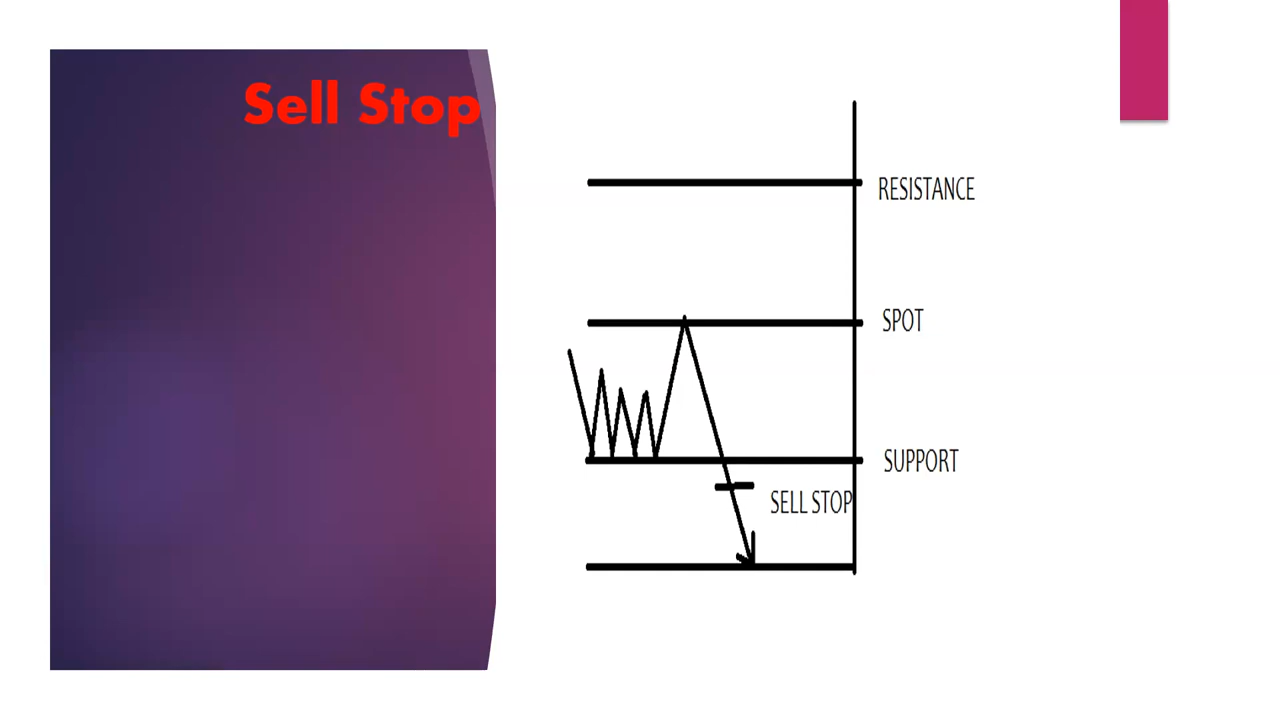 Sell Stop
RESISTANCE
SPOT
SUPPORT
SELL STOP